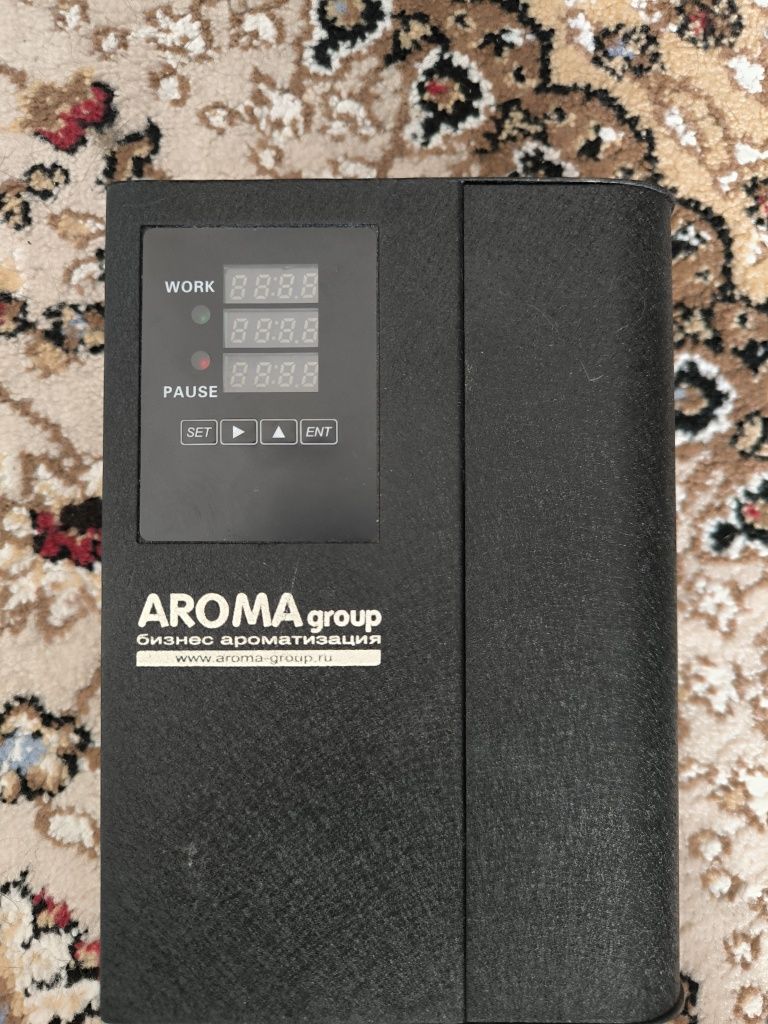 WORK
PAUSE
SET ENT
AROMA group
бизнес ароматизация
www.aroma-group.ru